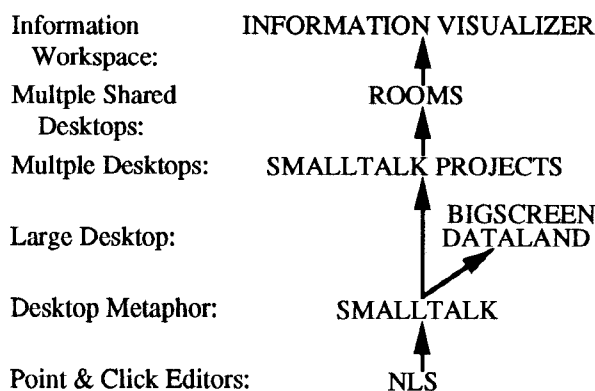 Information INFORMATION VISUALIZER
Workspace:
Multple Shared ROOMS
Desktops:
Multple Desktops: SMALLTALK PROJECTS
BIGSCREEN
Large Desktop: DATALAND
Desktop Metaphor: SMALLTALK
Point & Click Editors: NLS